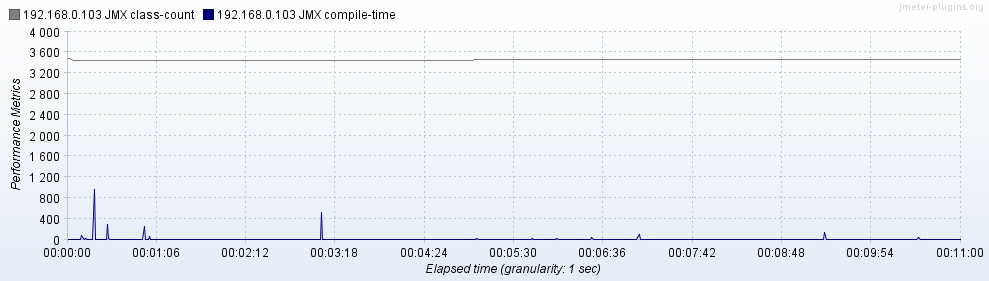 jmeter-plugins.org
192.168.0.103 JMX class-count 192.168.0.103 JMX compile-time
4 000
3 600
3 200
2 800
2 400
2 000
1 600
1 200
800
400
0
Performance Metrics
00:00:00 00:01:06 00:02:12 00:03:18 00:04:24 00:05:30 00:06:36 00:07:42 00:08:48 00:09:54 00:11:00
Elapsed time (granularity: 1 sec)